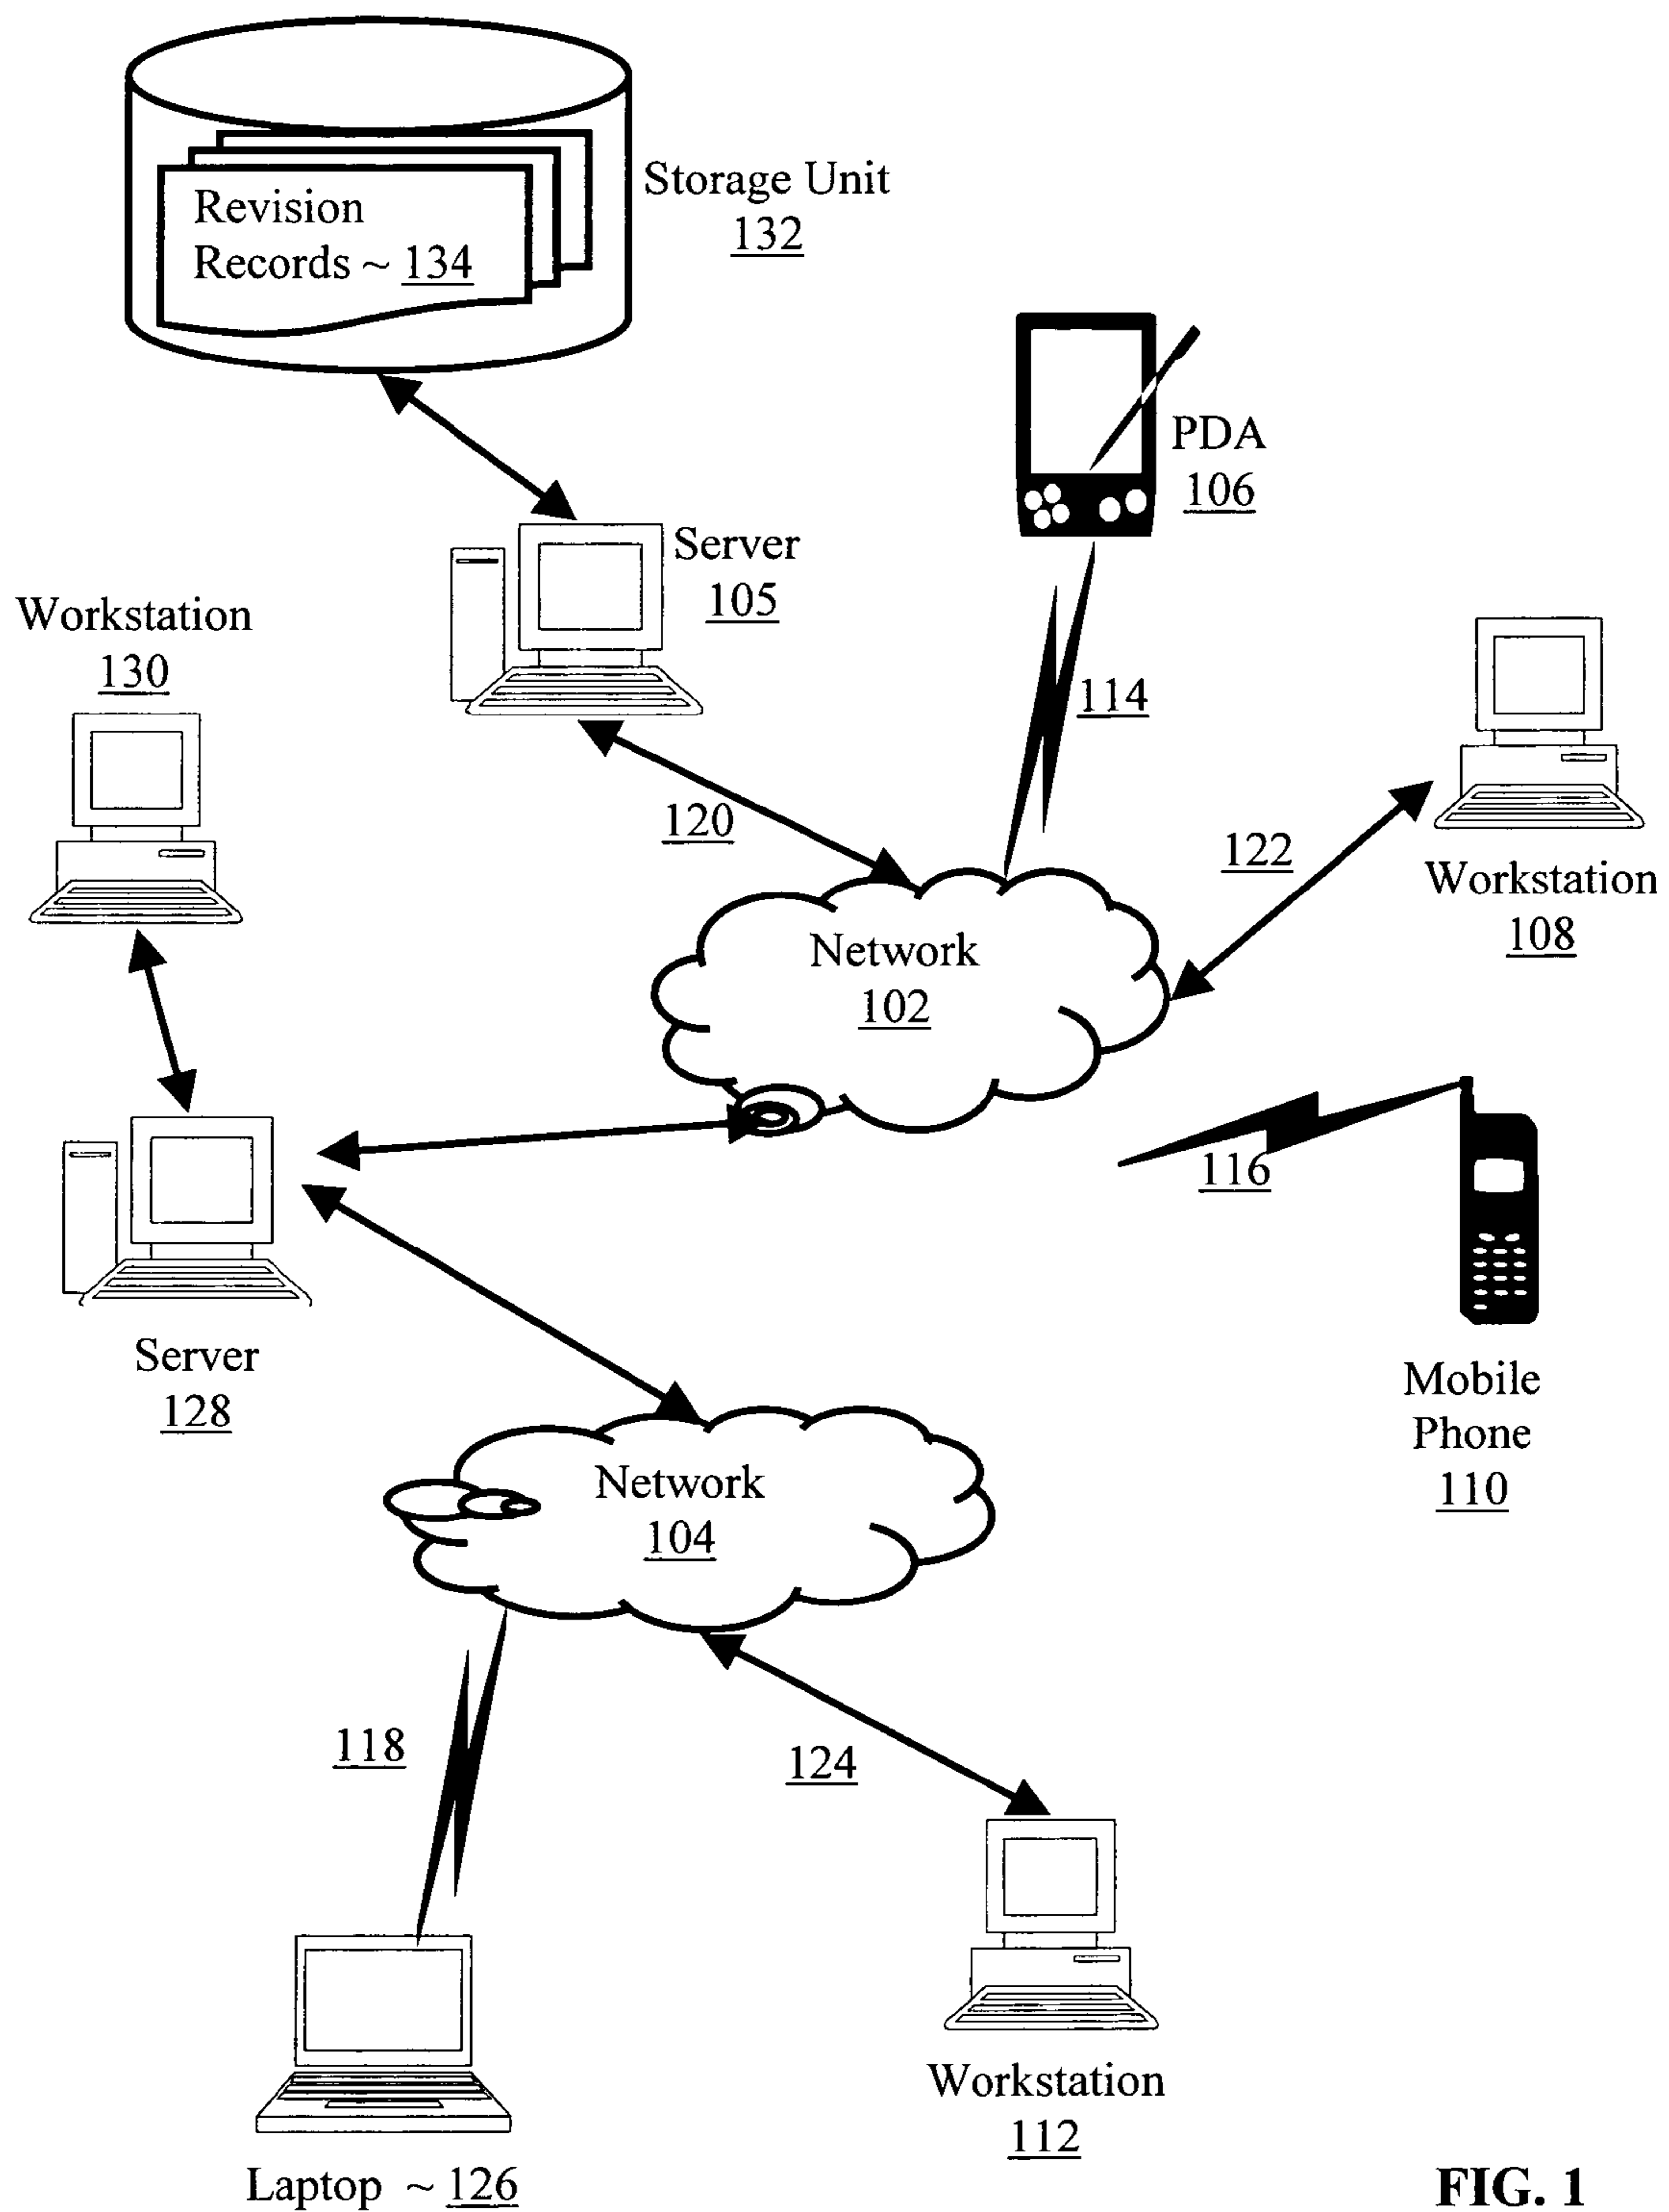 Storage Unit
132
Revision
Records ~ 134
PDA
106
Server
105
Workstation
130
114
120
122
Workstation
108
Network
102
116
Server
128
Mobile
Phone
110
Network
104
118
124
Workstation
112
Laptop ~ 126
FIG. 1